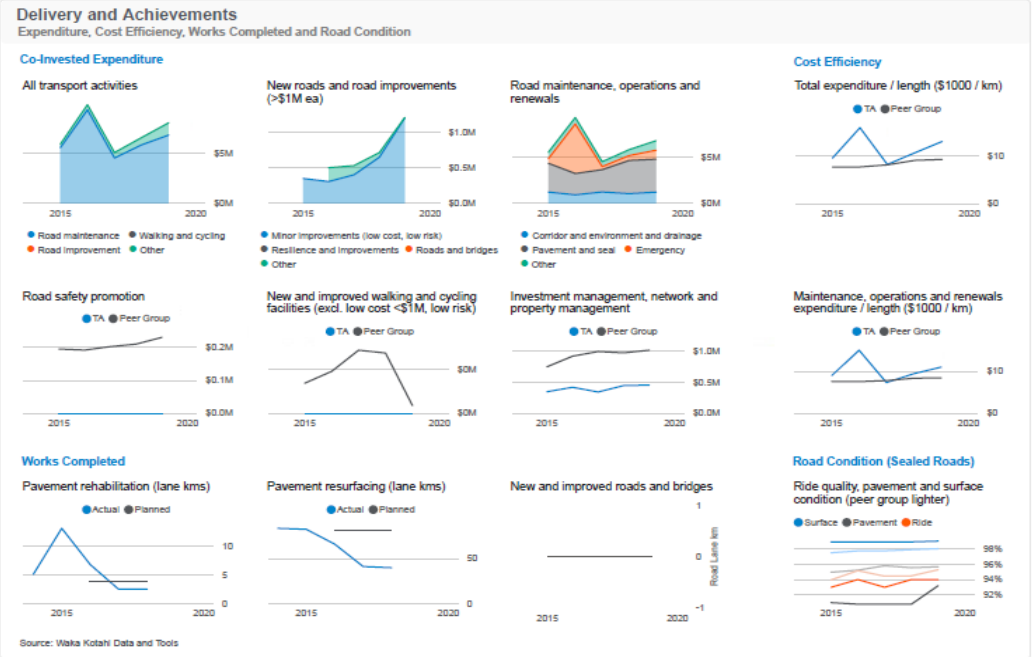 Delivery and Achievements
Expenditure, Cost Efficiency, Works Completed and Road Condition
Co-Invested Expenditure
All transport activities
$5M
$0M
2015
2020
Road maintenance
Walking and cycling
Road improvement
Other
New roads and road improvements
(>$1M ea)
$1.0M
$0.5M
$0.0M
2015
2020
Minor improvements (low cost, low risk)
Resilience and improvements
Roads and bridges
Other
Road maintenance, operations and
renewals
$5M
$0M
2015
2020
Corridor and environment and drainage
Pavement and seal
Emergency
Other
Cost Efficiency
Total expenditure / length ($1000 / km)
TA
Peer Group
$10
$0
2015
2020
Road safety promotion
TA
Peer Group
$0.2M
$0.1M
$0.0M
2015
2020
New and improved walking and cycling
facilities (excl. low cost <$1M, low risk)
TA
Peer Group
$0M
$0M
2015
2020
Investment management, network and
property management
TA
Peer Group
$1.0M
$0.5M
$0.0M
2015
2020
Maintenance, operations and renewals
expenditure / length ($1000 / km)
TA
Peer Group
$10
$0
2015
2020
Works Completed
Pavement rehabilitation (lane kms)
Actual
Planned
10
5
0
2015
2020
Pavement resurfacing (lane kms)
Actual
Planned
50
0
2015
2020
New and improved roads and bridges
1
0
-1
Road Lane km
2015
2020
Road Condition (Sealed Roads)
Ride quality, pavement and surface
condition (peer group lighter)
Surface
Pavement
Ride
98%
96%
94%
92%
2015
2020
Source: Waka Kotahi Data and Tools